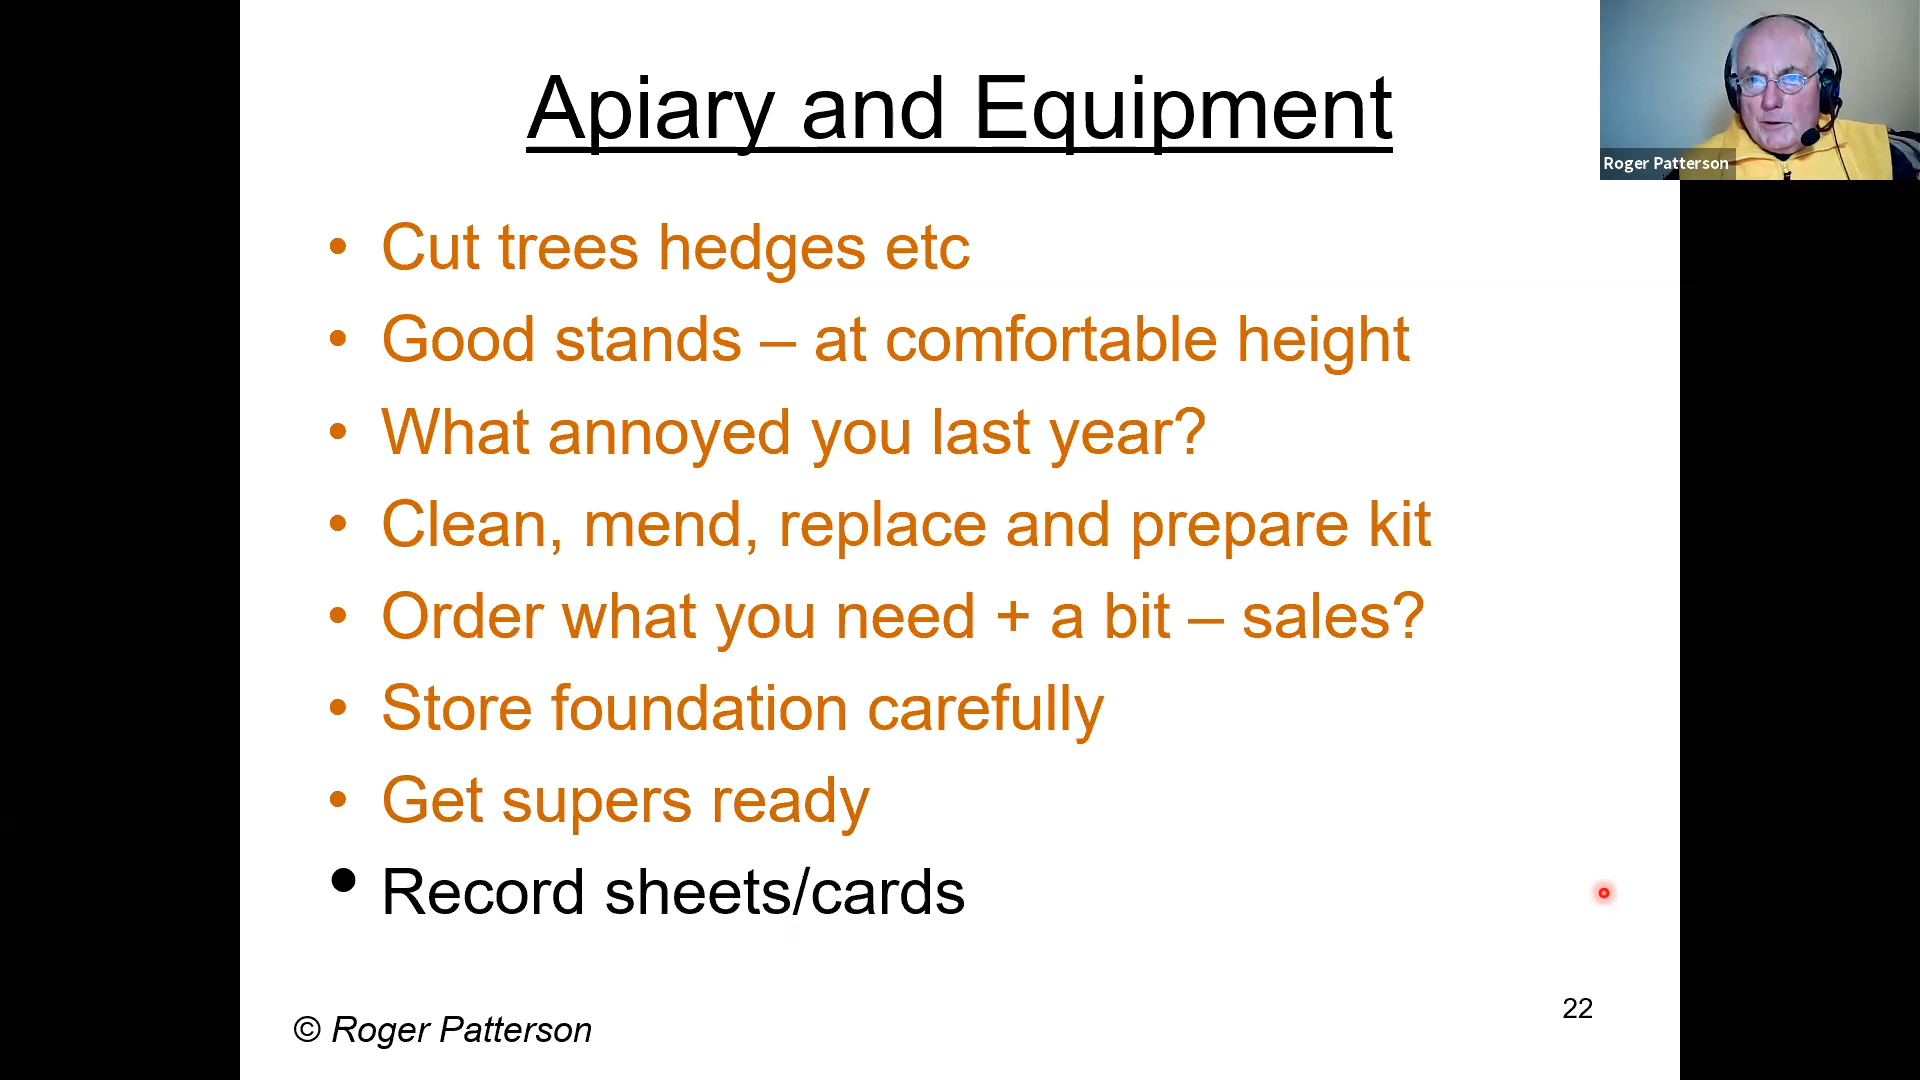 Apiary and Equipment
Roger Patterson
• Cut trees hedges etc
• Good stands – at comfortable height
• What annoyed you last year?
• Clean, mend, replace and prepare kit
• Order what you need + a bit – sales?
• Store foundation carefully
• Get supers ready
• Record sheets/cards
22
© Roger Patterson